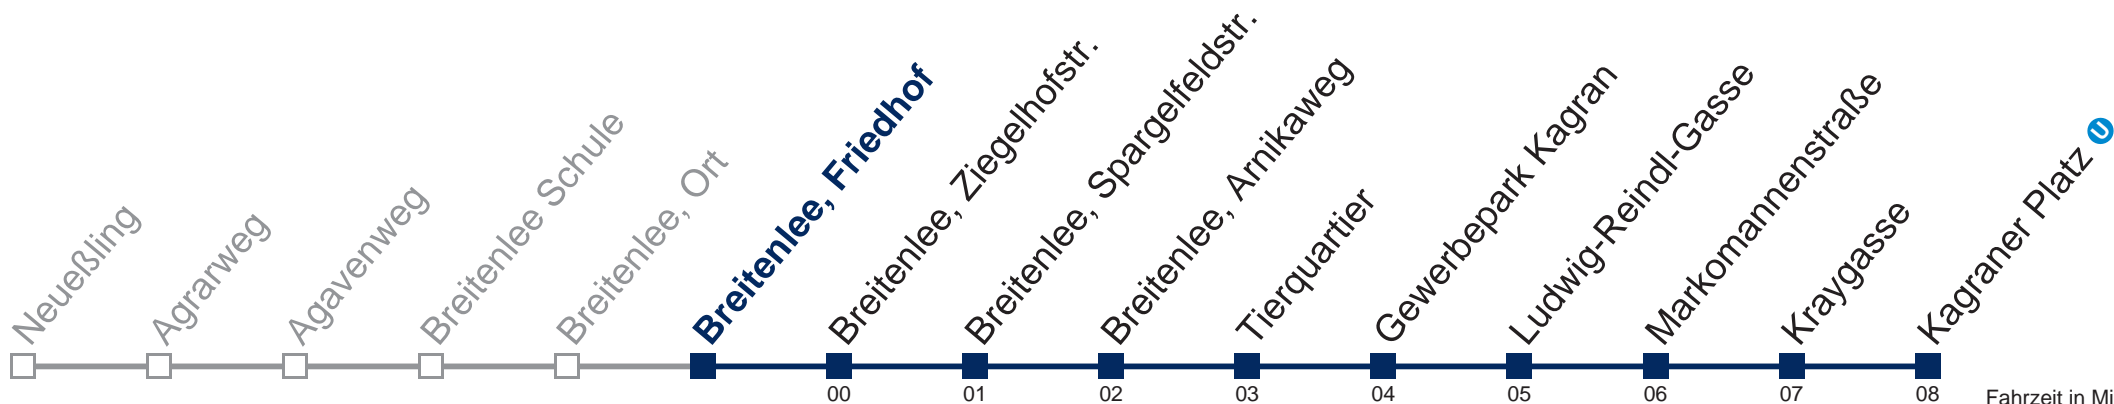 Neueßling
Agrarweg
Agavenweg
Breitenlee Schule
Breitenlee, Ort
Breitenlee, Friedhof
Breitenlee, Ziegelhofstr.
Breitenlee, Spargelfeldstr.
Breitenlee, Arnikaweg
Tierquartier
Gewerbepark Kagran
Ludwig-Reindl-Gasse
Markomannenstraße
Kraygasse
Kagraner Platz U
00 01 02 03 04 05 06 07 08 Fahrzeit in Mi